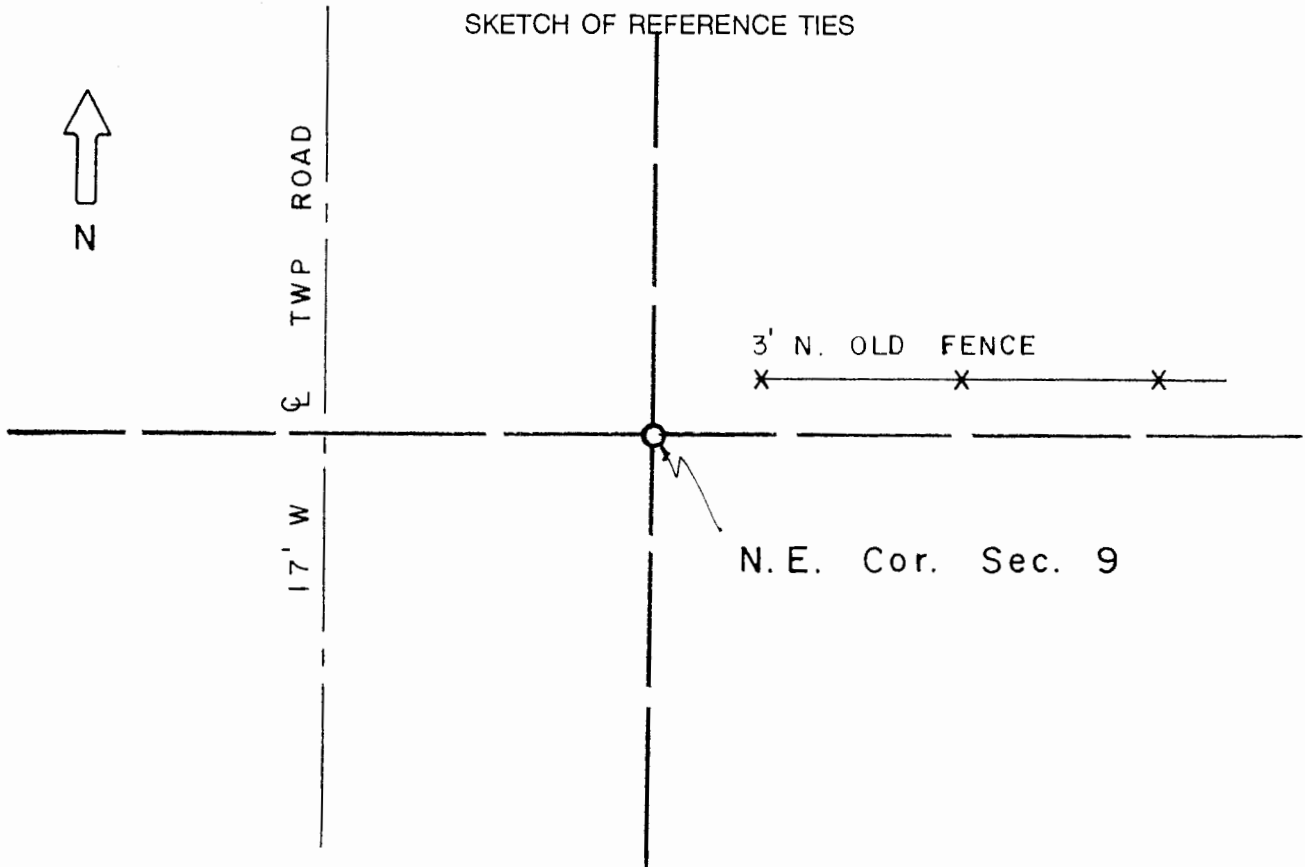 SKETCH OF REFERENCE TIES
N
℄ TWP ROAD
3' N. OLD FENCE
17' W
N.E. Cor. Sec. 9